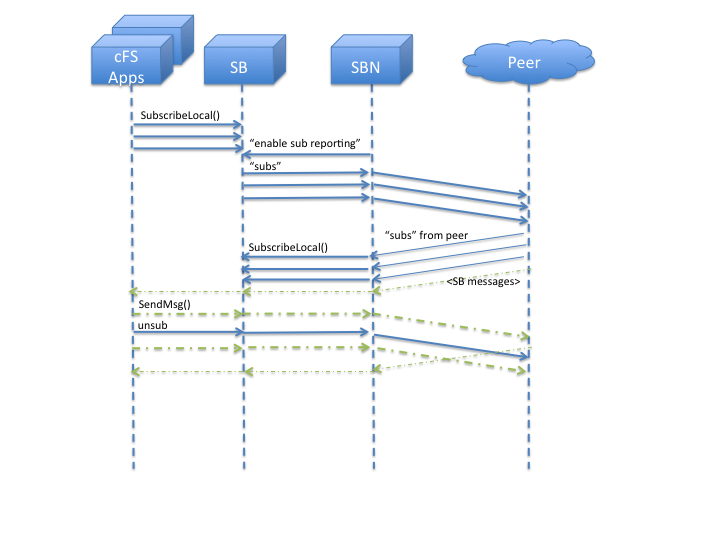 cFS
Apps
SB
SBN
Peer
SubscribeLocal()
“enable sub reporting”
“subs”
“subs” from peer
SubscribeLocal()
<SB messages>
SendMsg()
unsub